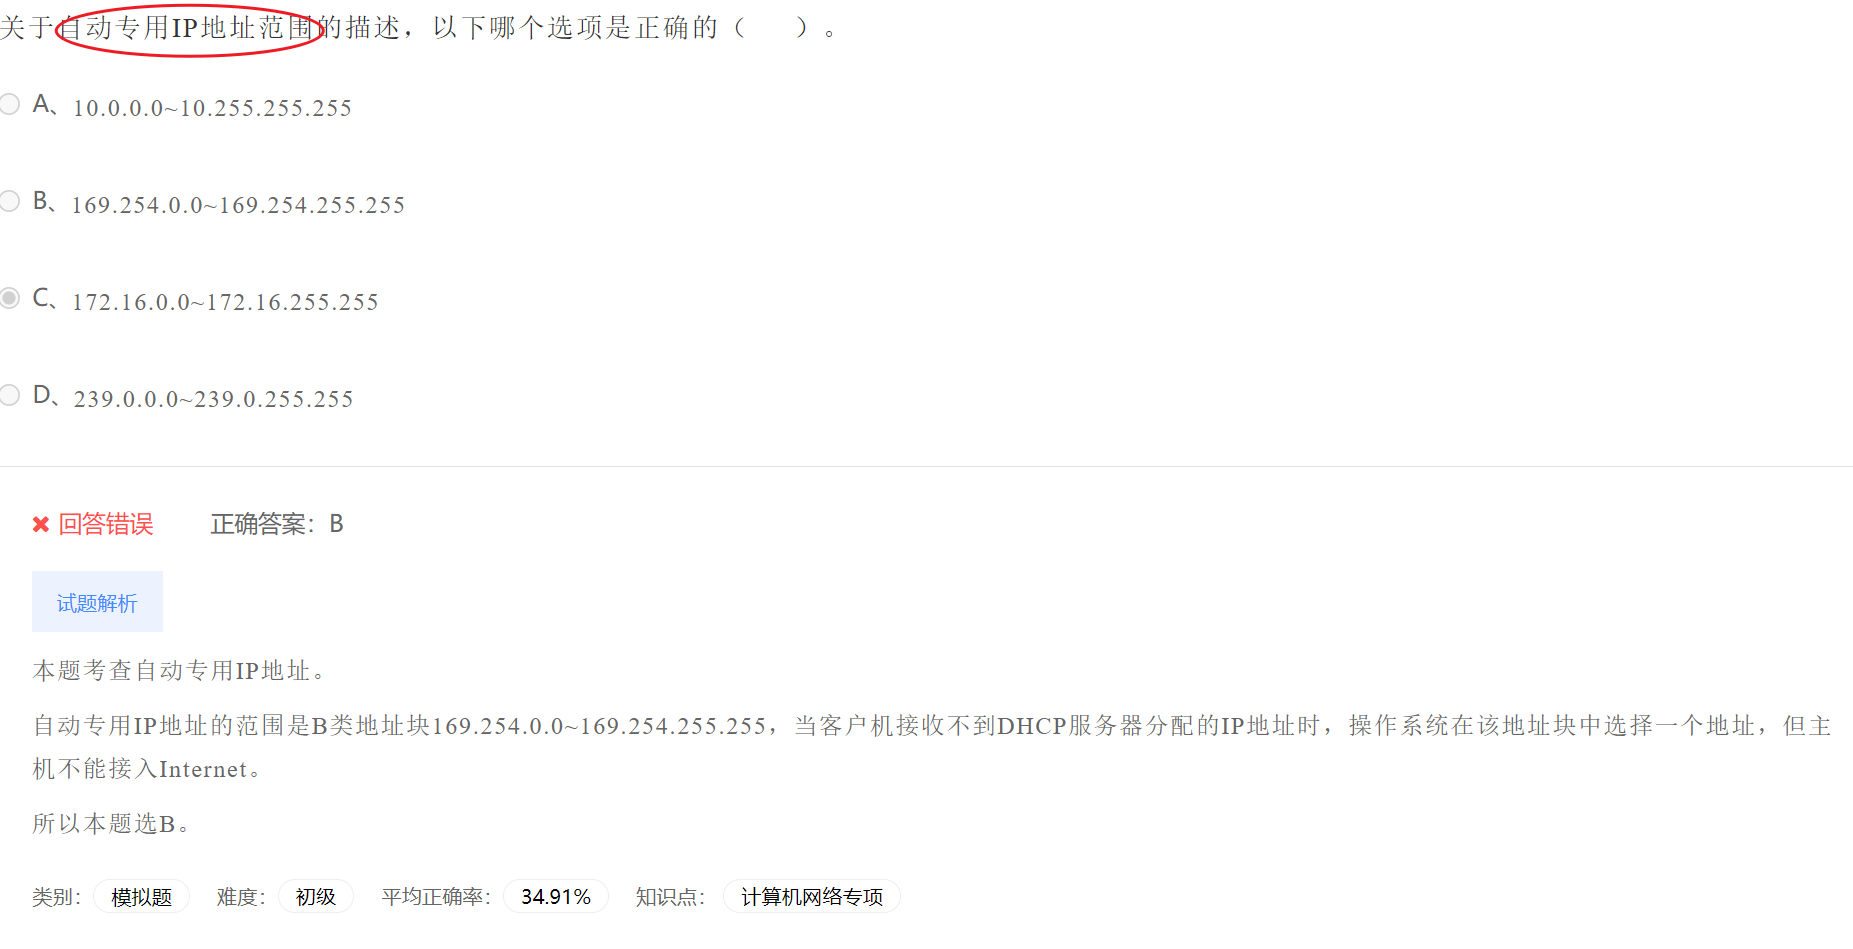 关于自动专用IP地址范围的描述，以下哪个选项是正确的（　　）。
A、10.0.0.0~10.255.255.255
B、169.254.0.0~169.254.255.255
C、172.16.0.0~172.16.255.255
D、239.0.0.0~239.0.255.255
回答错误 正确答案：B
试题解析
本题考查自动专用IP地址。
自动专用IP地址的范围是B类地址块169.254.0.0~169.254.255.255，当客户机接收不到DHCP服务器分配的IP地址时，操作系统在该地址块中选择一个地址，但主
机不能接入Internet。
所以本题选B。
类别： 模拟题 难度： 初级 平均正确率： 34.91% 知识点： 计算机网络专项